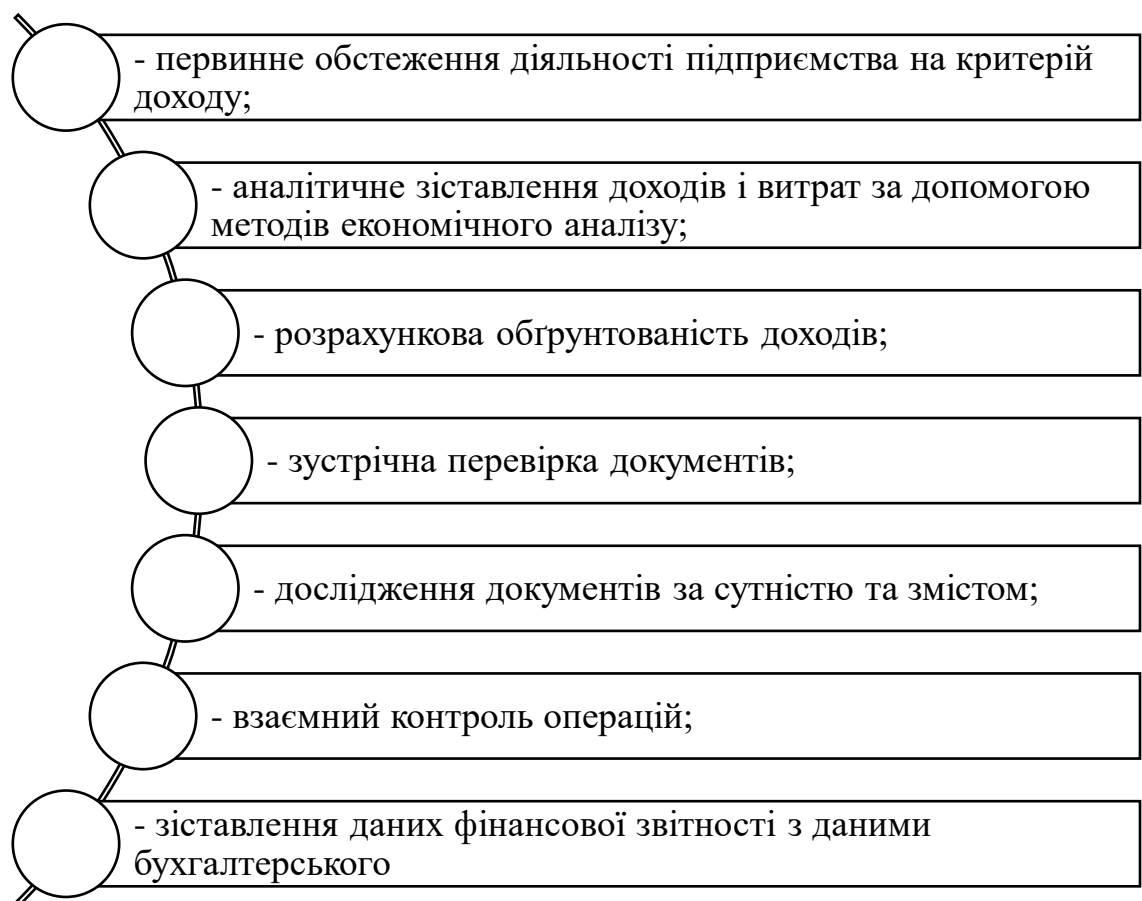 - первинне обстеження діяльності підприємства на критерій
доходу;
- аналітичне зіставлення доходів і витрат за допомогою
методів економічного аналізу;
- розрахункова обґрунтованість доходів;
- зустрічна перевірка документів;
- дослідження документів за сутністю та змістом;
- взаємний контроль операцій;
- зіставлення даних фінансової звітності з даними
бухгалтерського